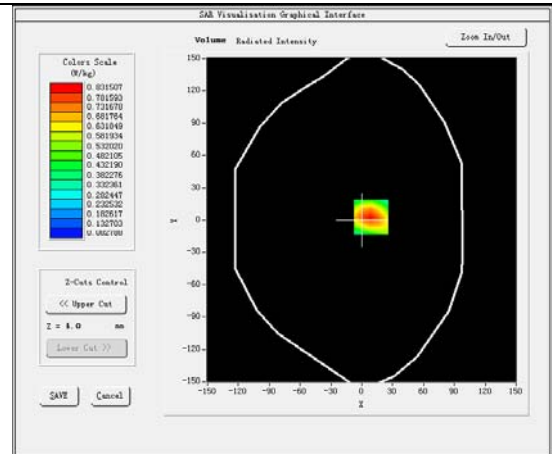 SAR Visualisation Graphical Interface
Volume Radiated Intensity
Zoom In/Out
Colors Scale
(W/kg)
0.831507
0.781593
0.731678
0.681764
0.631849
0.581934
0.532020
0.482105
0.432190
0.382276
0.332361
0.282447
0.232532
0.182617
0.132703
0.082788
Z-Cuts Control
<< Upper Cut
Z = 4.0 mm
Lower Cut >>
SAVE
Cancel
150
120
90
60
30
0
-30
-60
-90
-120
-150
Y
-150 -120 -90 -60 -30 0 30 60 90 120 150
X